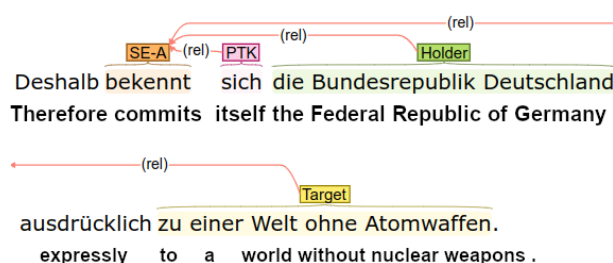 (rel)
(rel)
SE-A (rel) PTK Holder
Deshalb bekennt sich die Bundesrepublik Deutschland
Therefore commits itself the Federal Republic of Germany
(rel)
Target
ausdrücklich zu einer Welt ohne Atomwaffen.
expressly to a world without nuclear weapons .